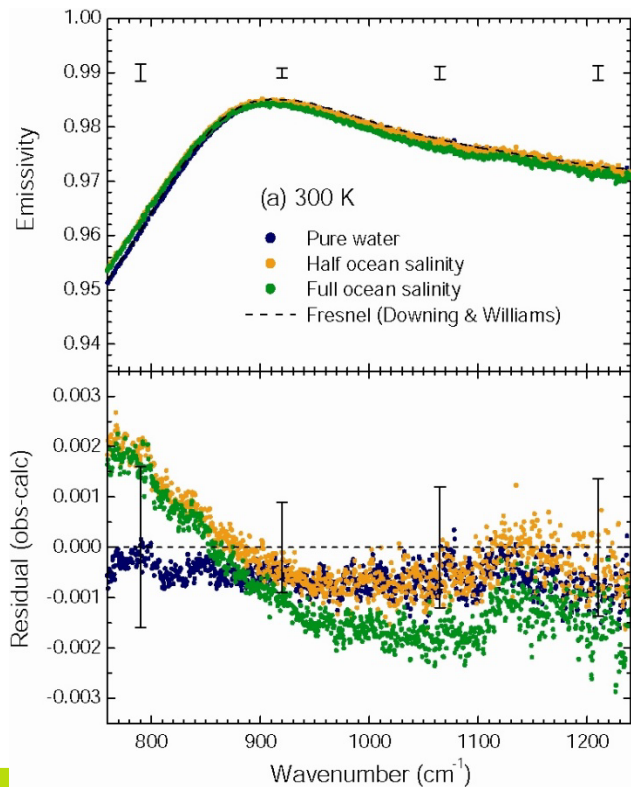 1.00
0.99
0.98
0.97
0.96
0.95
0.94
Emissivity
(a) 300 K
Pure water
Half ocean salinity
Full ocean salinity
Fresnel (Downing & Williams)
0.003
0.002
0.001
0.000
-0.001
-0.002
-0.003
Residual (obs-calc)
800 900 1000 1100 1200
Wavenumber (cm⁻¹)